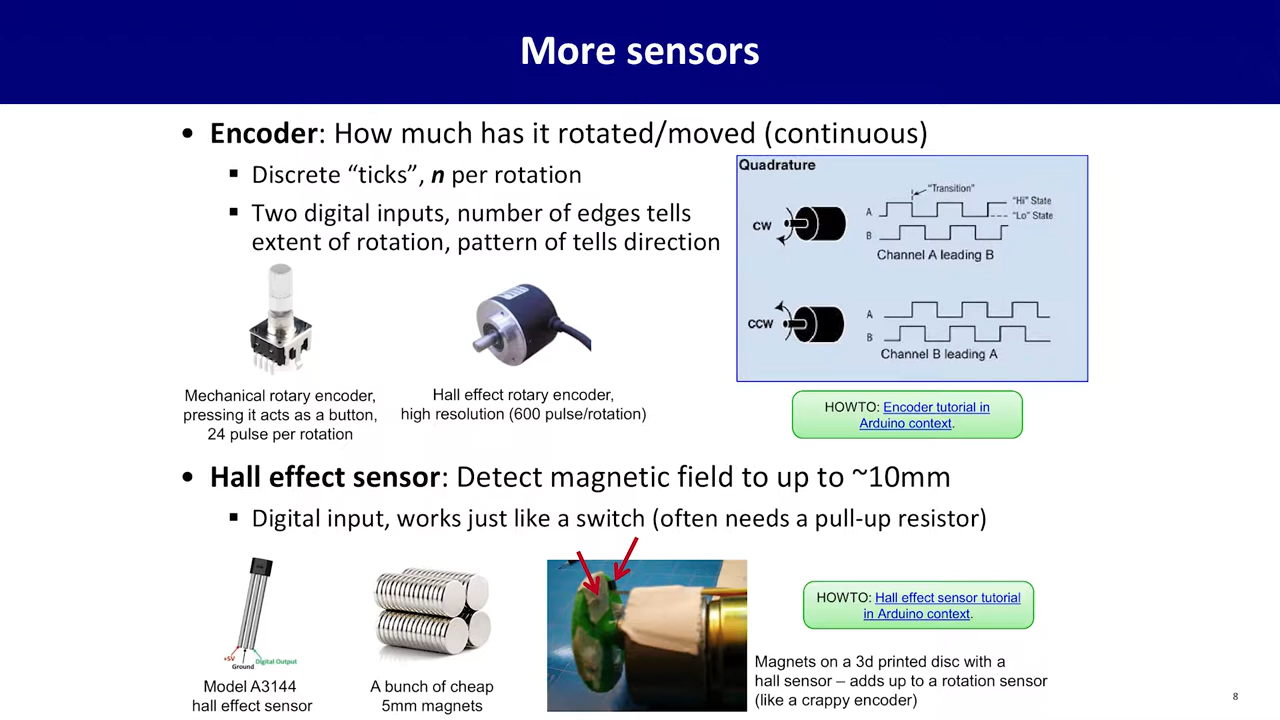 More sensors
• Encoder: How much has it rotated/moved (continuous)
▪ Discrete “ticks”, n per rotation
▪ Two digital inputs, number of edges tells
extent of rotation, pattern of tells direction
Quadrature
“Transition”
“Hi” State
“Lo” State
A
B
CW
Channel A leading B
A
B
CCW
Channel B leading A
Mechanical rotary encoder,
pressing it acts as a button,
24 pulse per rotation
Hall effect rotary encoder,
high resolution (600 pulse/rotation)
HOWTO: Encoder tutorial in
Arduino context.
• Hall effect sensor: Detect magnetic field to up to ~10mm
▪ Digital input, works just like a switch (often needs a pull-up resistor)
+5V
Ground
Digital Output
Model A3144
hall effect sensor
A bunch of cheap
5mm magnets
HOWTO: Hall effect sensor tutorial
in Arduino context.
Magnets on a 3d printed disc with a
hall sensor – adds up to a rotation sensor
(like a crappy encoder)
8